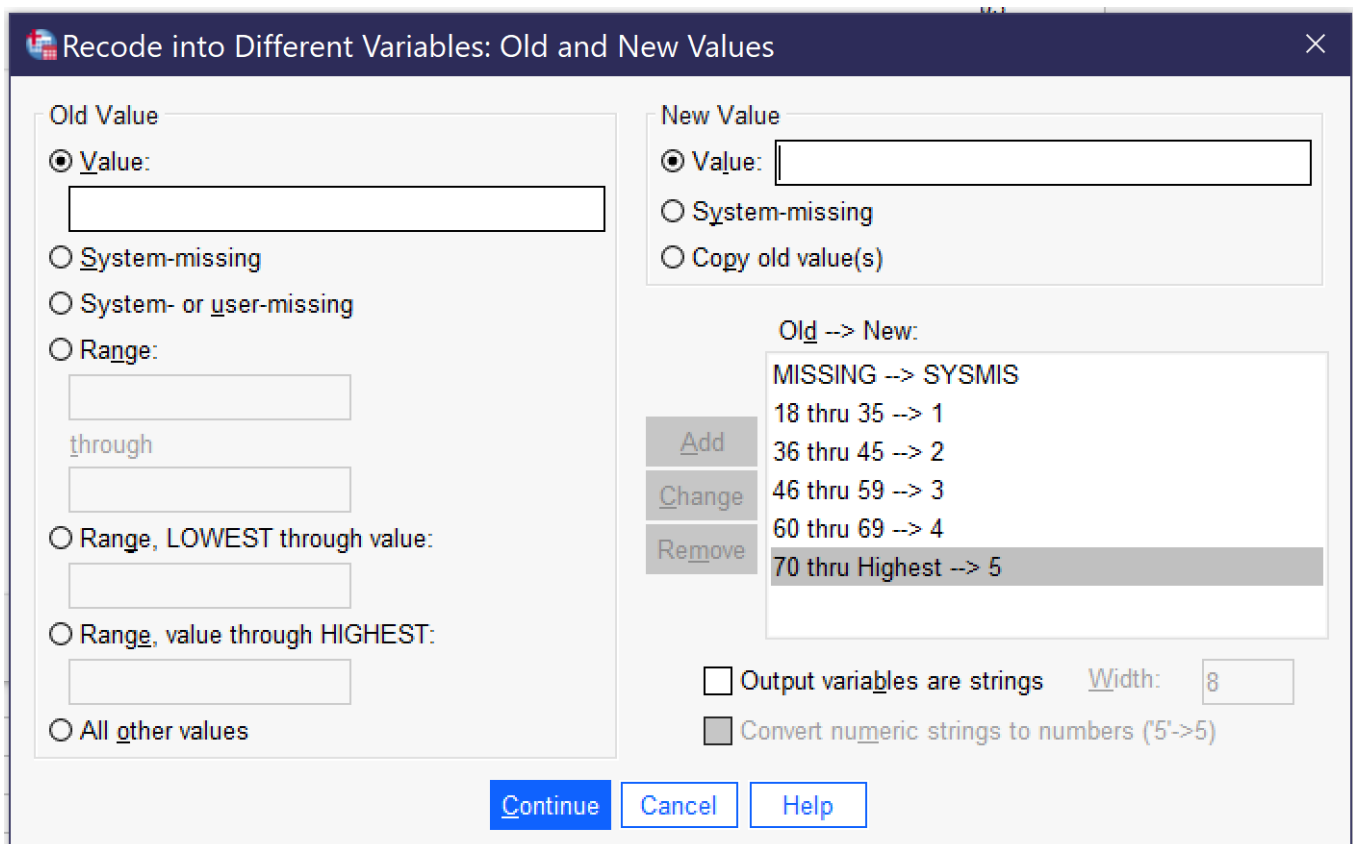 Recode into Different Variables: Old and New Values
Old Value
Value:
System-missing
System- or user-missing
Range:
through
Range, LOWEST through value:
Range, value through HIGHEST:
All other values
New Value
Value:
System-missing
Copy old value(s)
Old --> New:
MISSING --> SYSMIS
18 thru 35 --> 1
36 thru 45 --> 2
46 thru 59 --> 3
60 thru 69 --> 4
70 thru Highest --> 5
Add
Change
Remove
Output variables are strings Width: 8
Convert numeric strings to numbers ('5'->5)
Continue Cancel Help